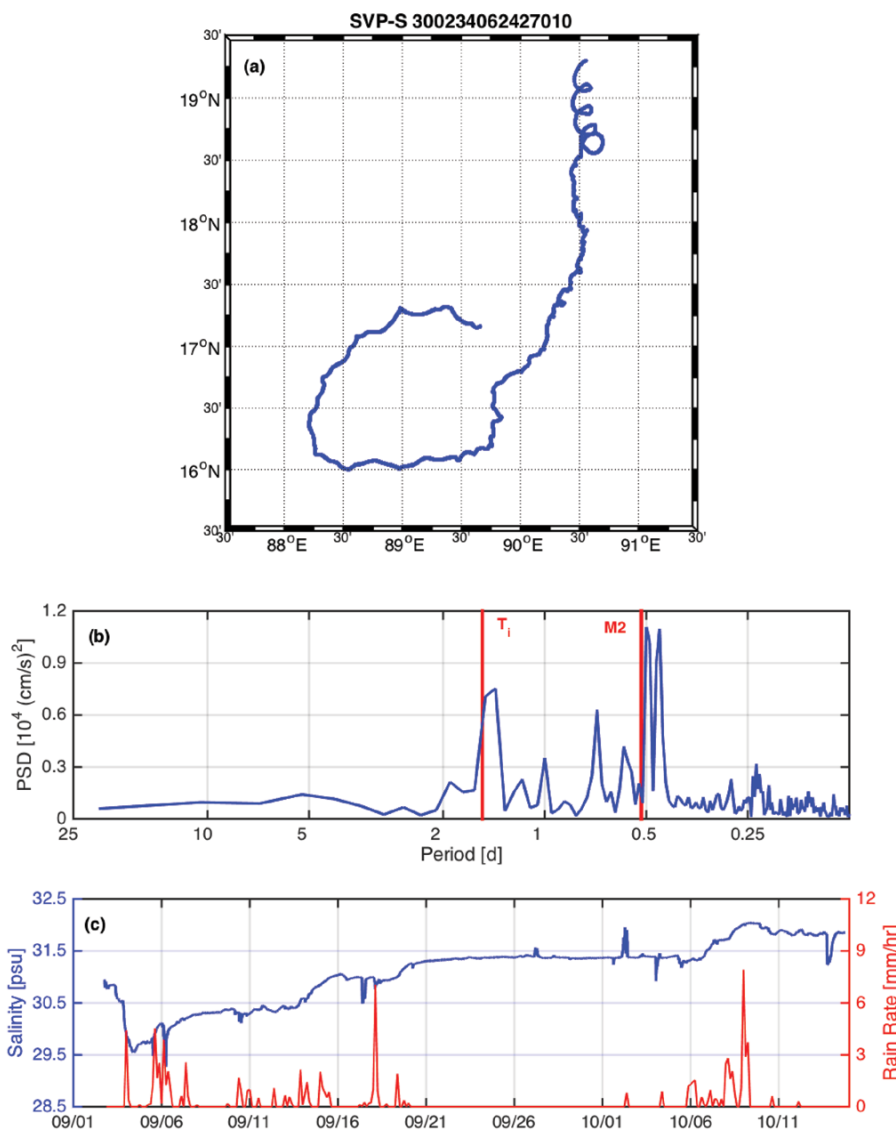 SVP-S 300234062427010
30'
(a)
19°N
30'
18°N
30'
17°N
30'
16°N
30'
30' 88°E 30' 89°E 30' 90°E 30' 91°E 30'
1.2
(b)
T_i
M2
0.9
0.6
0.3
0
PSD [10^4 (cm/s)^2]
25 10 5 2 1 0.5 0.25
Period [d]
32.5 12
(c)
31.5 9
30.5 6
29.5 3
28.5 0
Salinity [psu]
Rain Rate [mm/hr]
09/01 09/06 09/11 09/16 09/21 09/26 10/01 10/06 10/11